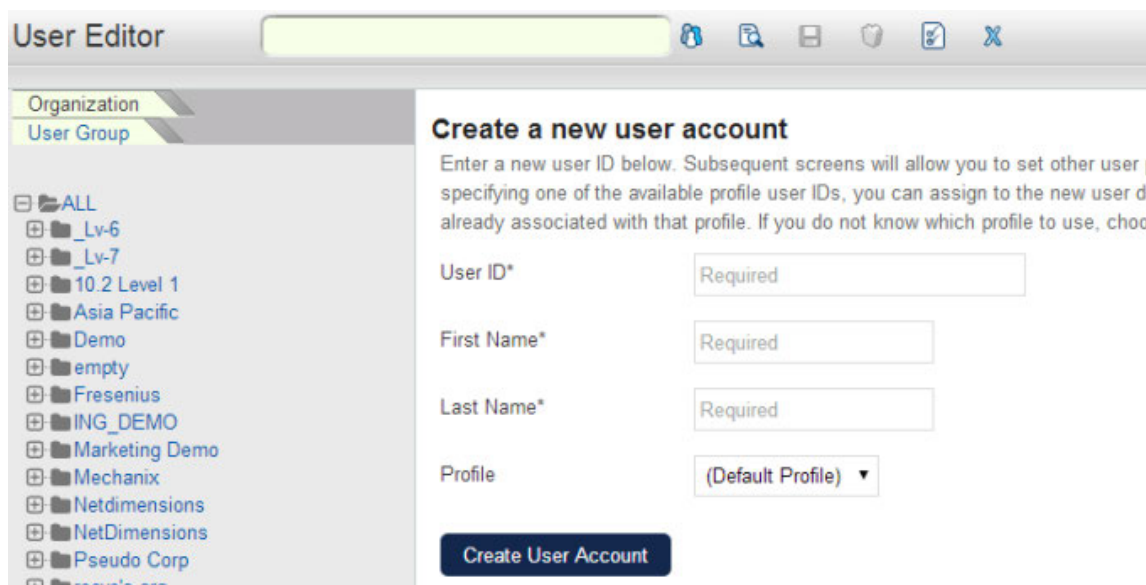 User Editor
Organization
User Group
ALL
_Lv-6
_Lv-7
10.2 Level 1
Asia Pacific
Demo
empty
Fresenius
ING_DEMO
Marketing Demo
Mechanix
Netdimensions
NetDimensions
Pseudo Corp
Create a new user account
Enter a new user ID below. Subsequent screens will allow you to set other user
specifying one of the available profile user IDs, you can assign to the new user
already associated with that profile. If you do not know which profile to use,
User ID*
Required
First Name*
Required
Last Name*
Required
Profile
(Default Profile)
Create User Account